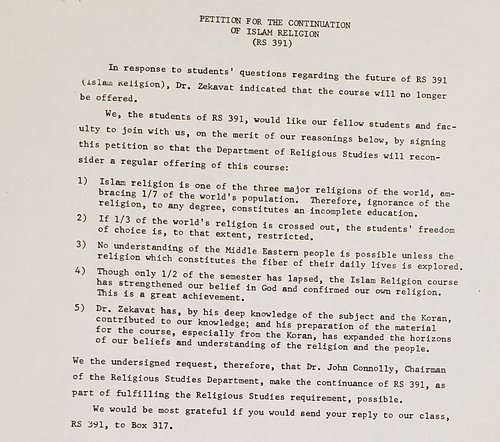 PETITION FOR THE CONTINUATION
OF ISLAM RELIGION
(RS 391)
In response to students' questions regarding the future of RS 391
(Islam Religion), Dr. Zekavat indicated that the course will no longer
be offered.
We, the students of RS 391, would like our fellow students and fac-
ulty to join with us, on the merit of our reasonings below, by signing
this petition so that the Department of Religious Studies will recon-
sider a regular offering of this course:
1) Islam religion is one of the three major religions of the world, em-
bracing 1/7 of the world's population. Therefore, ignorance of the
religion, to any degree, constitutes an incomplete education.
2) If 1/3 of the world's religion is crossed out, the students' freedom
of choice is, to that extent, restricted.
3) No understanding of the Middle Eastern people is possible unless the
religion which constitutes the fiber of their daily lives is explored.
4) Though only 1/2 of the semester has lapsed, the Islam Religion course
has strengthened our belief in God and confirmed our own religion.
This is a great achievement.
5) Dr. Zekavat has, by his deep knowledge of the subject and the Koran,
contributed to our knowledge; and his preparation of the material
for the course, especially from the Koran, has expanded the horizons
of our beliefs and understanding of the religion and the people.
We the undersigned request, therefore, that Dr. John Connolly, Chairman
of the Religious Studies Department, make the continuance of RS 391, as
part of fulfilling the Religious Studies requirement, possible.
We would be most grateful if you would send your reply to our class,
RS 391, to Box 317.